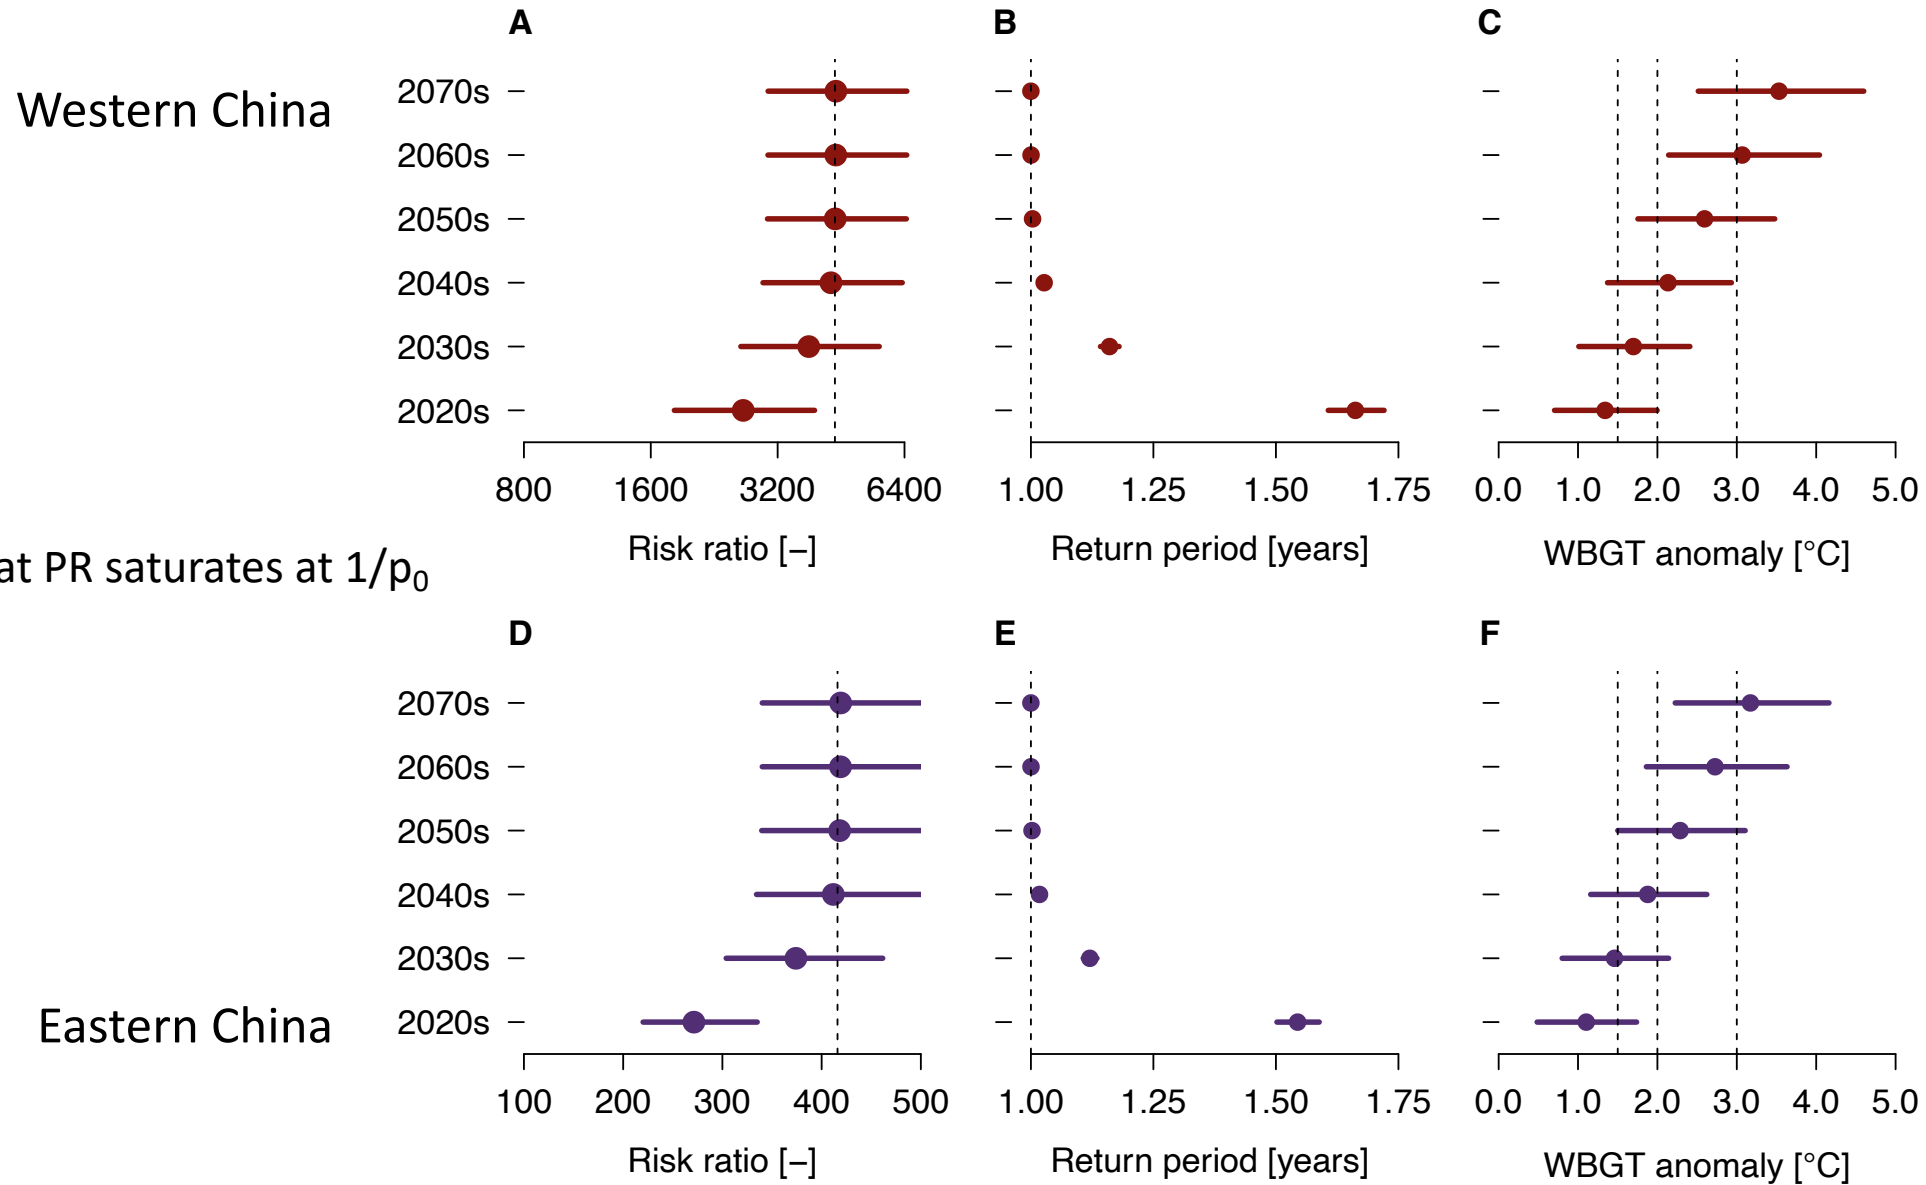 A B C
Western China
2070s
2060s
2050s
2040s
2030s
2020s
800 1600 3200 6400 1.00 1.25 1.50 1.75 0.0 1.0 2.0 3.0 4.0 5.0
Risk ratio [–] Return period [years] WBGT anomaly [°C]
at PR saturates at 1/p₀
D E F
2070s
2060s
2050s
2040s
2030s
2020s
Eastern China
100 200 300 400 500 1.00 1.25 1.50 1.75 0.0 1.0 2.0 3.0 4.0 5.0
Risk ratio [–] Return period [years] WBGT anomaly [°C]